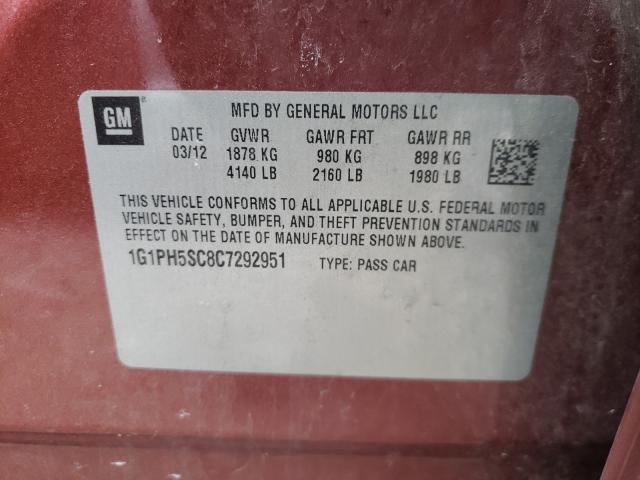 GM
MFD BY GENERAL MOTORS LLC
DATE GVWR GAWR FRT GAWR RR
03/12 1878 KG 980 KG 898 KG
4140 LB 2160 LB 1980 LB
THIS VEHICLE CONFORMS TO ALL APPLICABLE U.S. FEDERAL MOTOR
VEHICLE SAFETY, BUMPER, AND THEFT PREVENTION STANDARDS IN
EFFECT ON THE DATE OF MANUFACTURE SHOWN ABOVE.
1G1PH5SC8C7292951 TYPE: PASS CAR